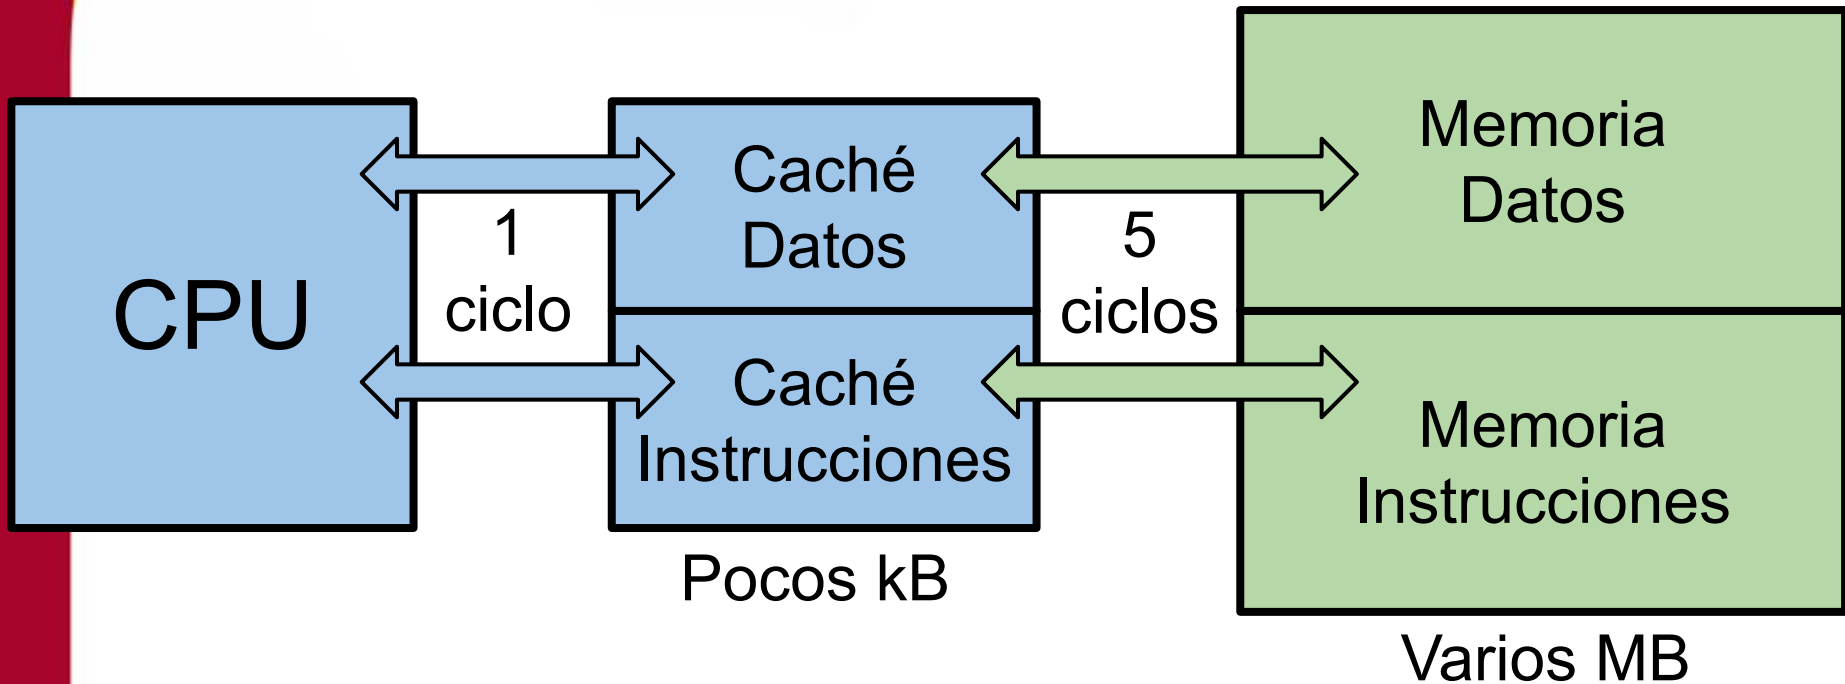 CPU
1
ciclo
Caché
Datos
Caché
Instrucciones
Pocos kB
5
ciclos
Memoria
Datos
Memoria
Instrucciones
Varios MB